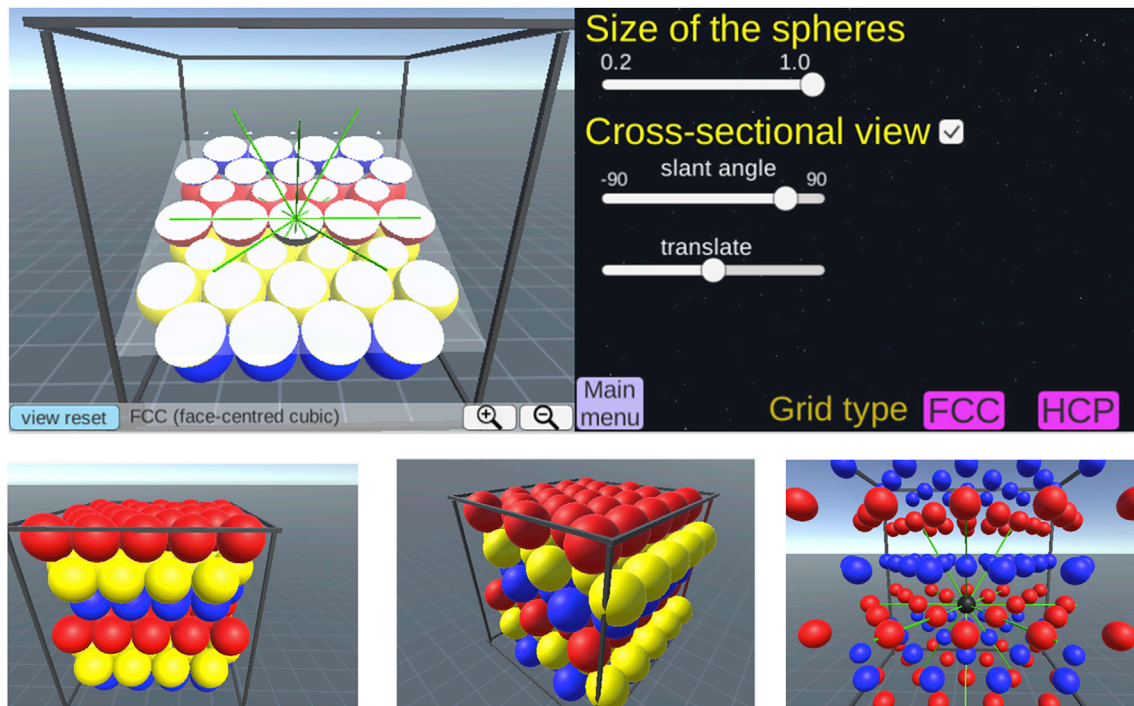 Size of the spheres
0.2 1.0
Cross-sectional view
slant angle
-90 90
translate
view reset FCC (face-centred cubic)
Main
menu
Grid type FCC HCP